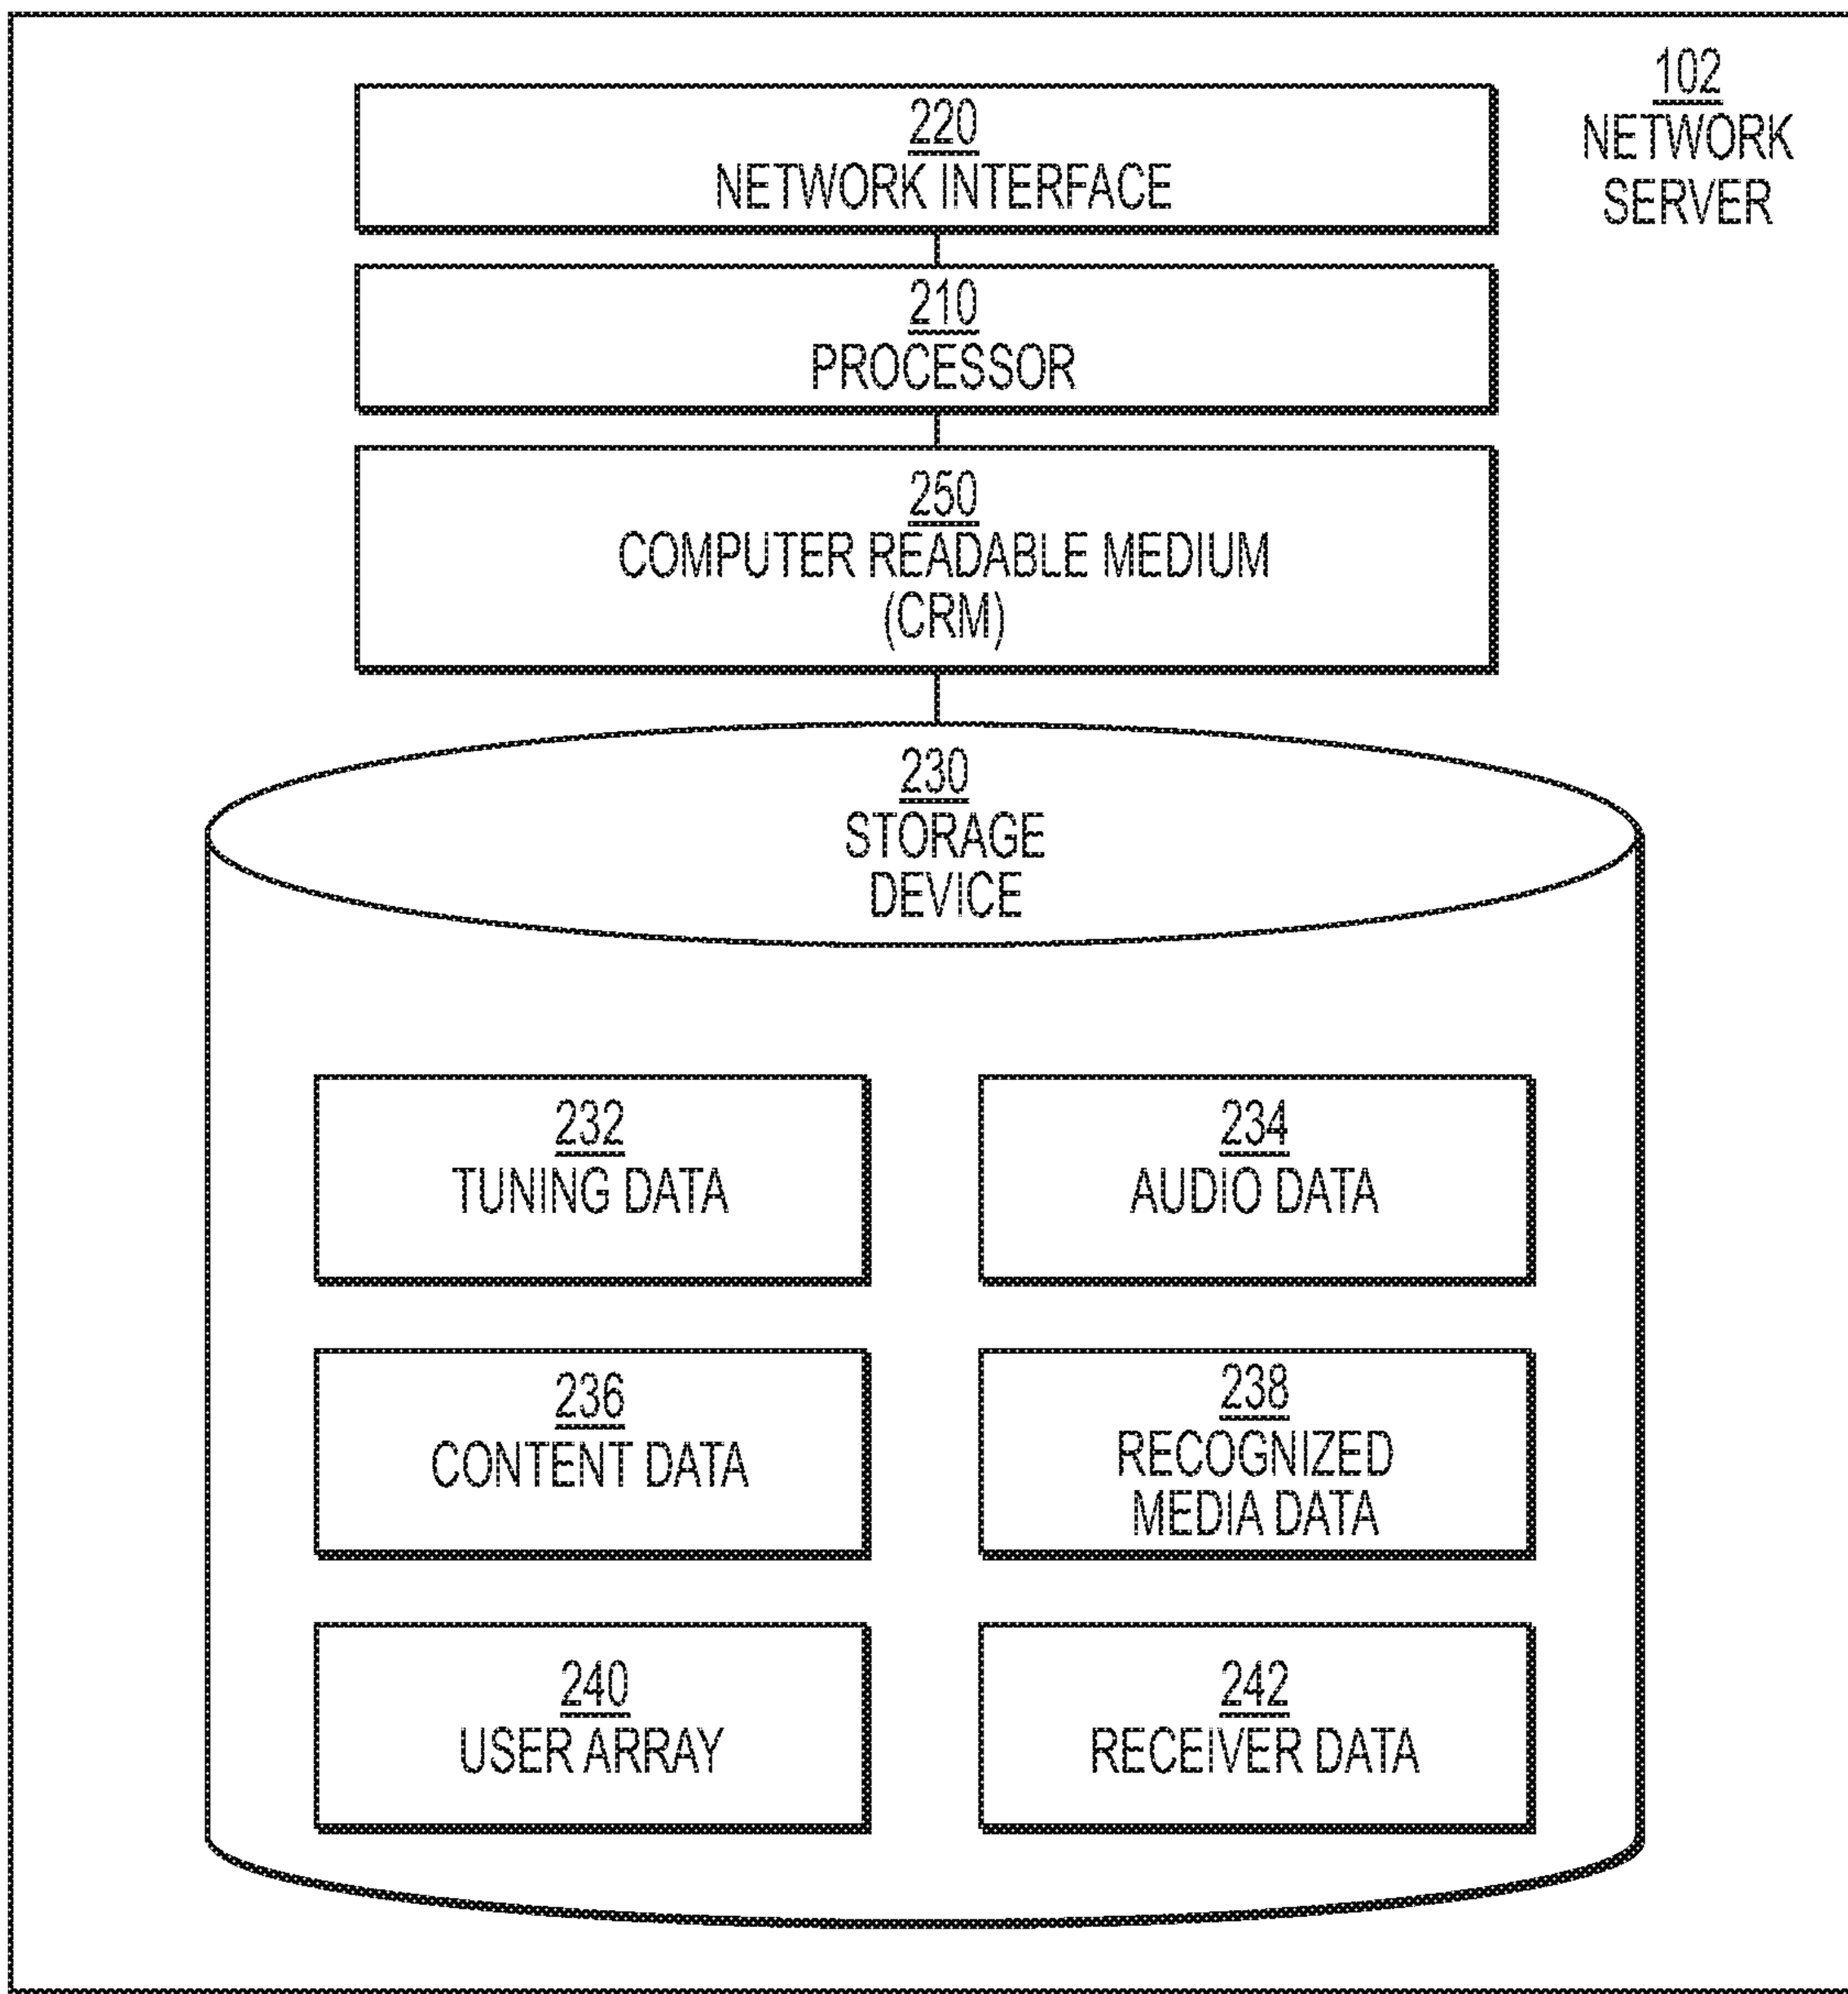 102
NETWORK
SERVER
220
NETWORK INTERFACE
210
PROCESSOR
250
COMPUTER READABLE MEDIUM
(CRM)
230
STORAGE
DEVICE
232
TUNING DATA
234
AUDIO DATA
236
CONTENT DATA
238
RECOGNIZED
MEDIA DATA
240
USER ARRAY
242
RECEIVER DATA